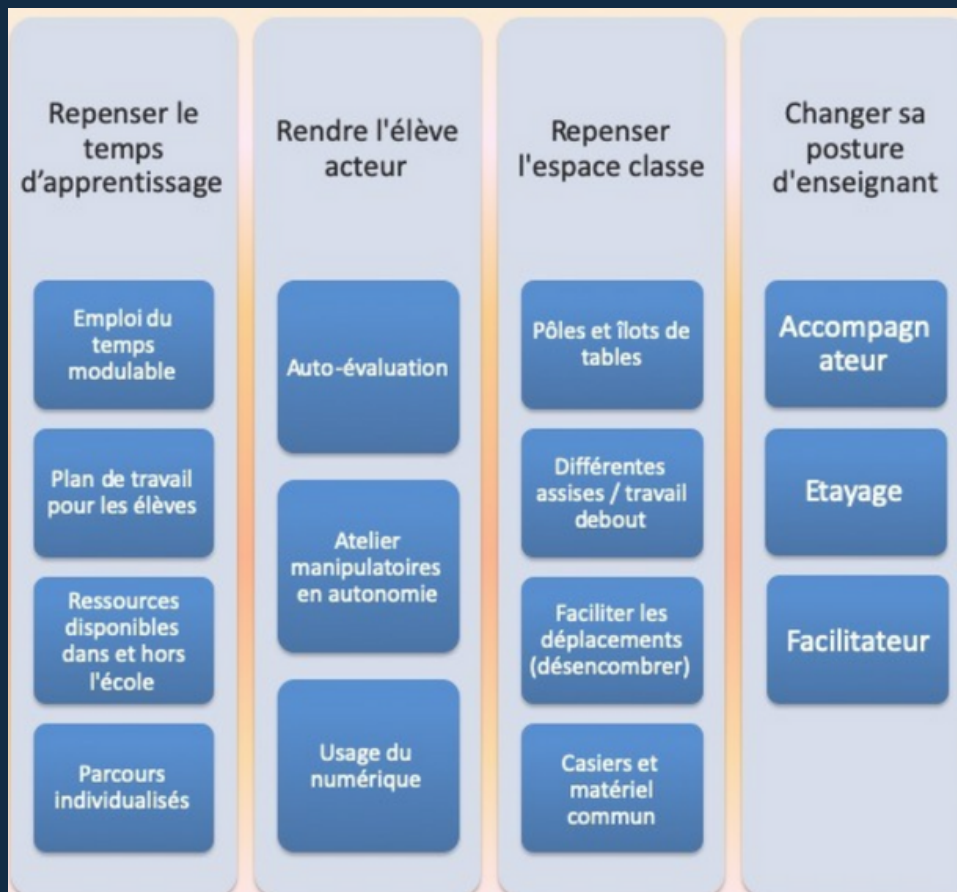 Repenser le
temps
d’apprentissage
Emploi du
temps
modulable
Plan de travail
pour les élèves
Ressources
disponibles
dans et hors
l'école
Parcours
individualisés
Rendre l'élève
acteur
Auto-évaluation
Atelier
manipulatoires
en autonomie
Usage du
numérique
Repenser
l'espace classe
Pôles et îlots de
tables
Différentes
assises / travail
debout
Faciliter les
déplacements
(désencombrer)
Casiers et
matériel
commun
Changer sa
posture
d'enseignant
Accompagn
ateur
Etayage
Facilitateur